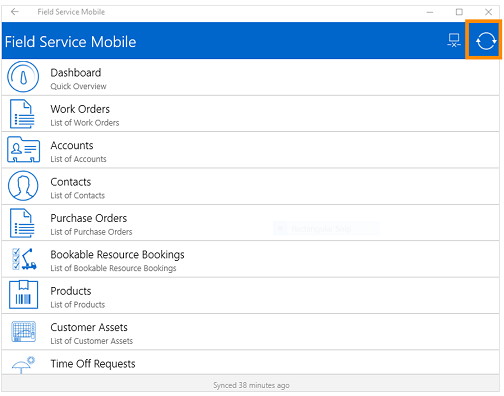 Field Service Mobile
Field Service Mobile
Dashboard
Quick Overview
Work Orders
List of Work Orders
Accounts
List of Accounts
Contacts
List of Contacts
Purchase Orders
List of Purchase Orders
Bookable Resource Bookings
List of Bookable Resource Bookings
Products
List of Products
Customer Assets
List of Customer Assets
Time Off Requests
Synced 38 minutes ago